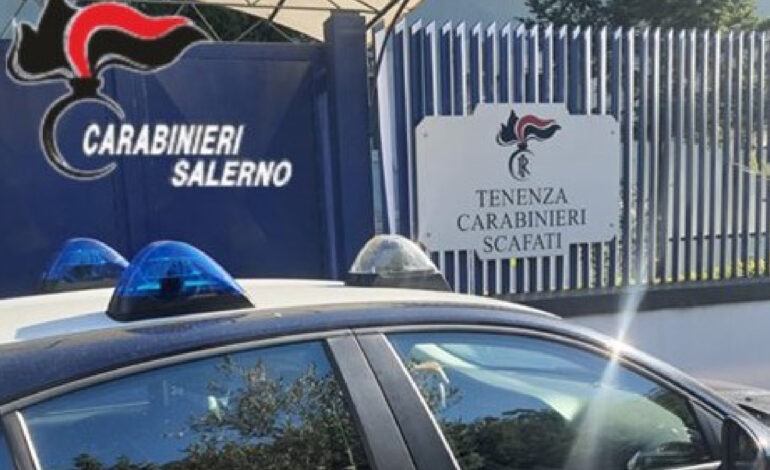 CARABINIERI
SALERNO
TENENZA
CARABINIERI
SCAFATI